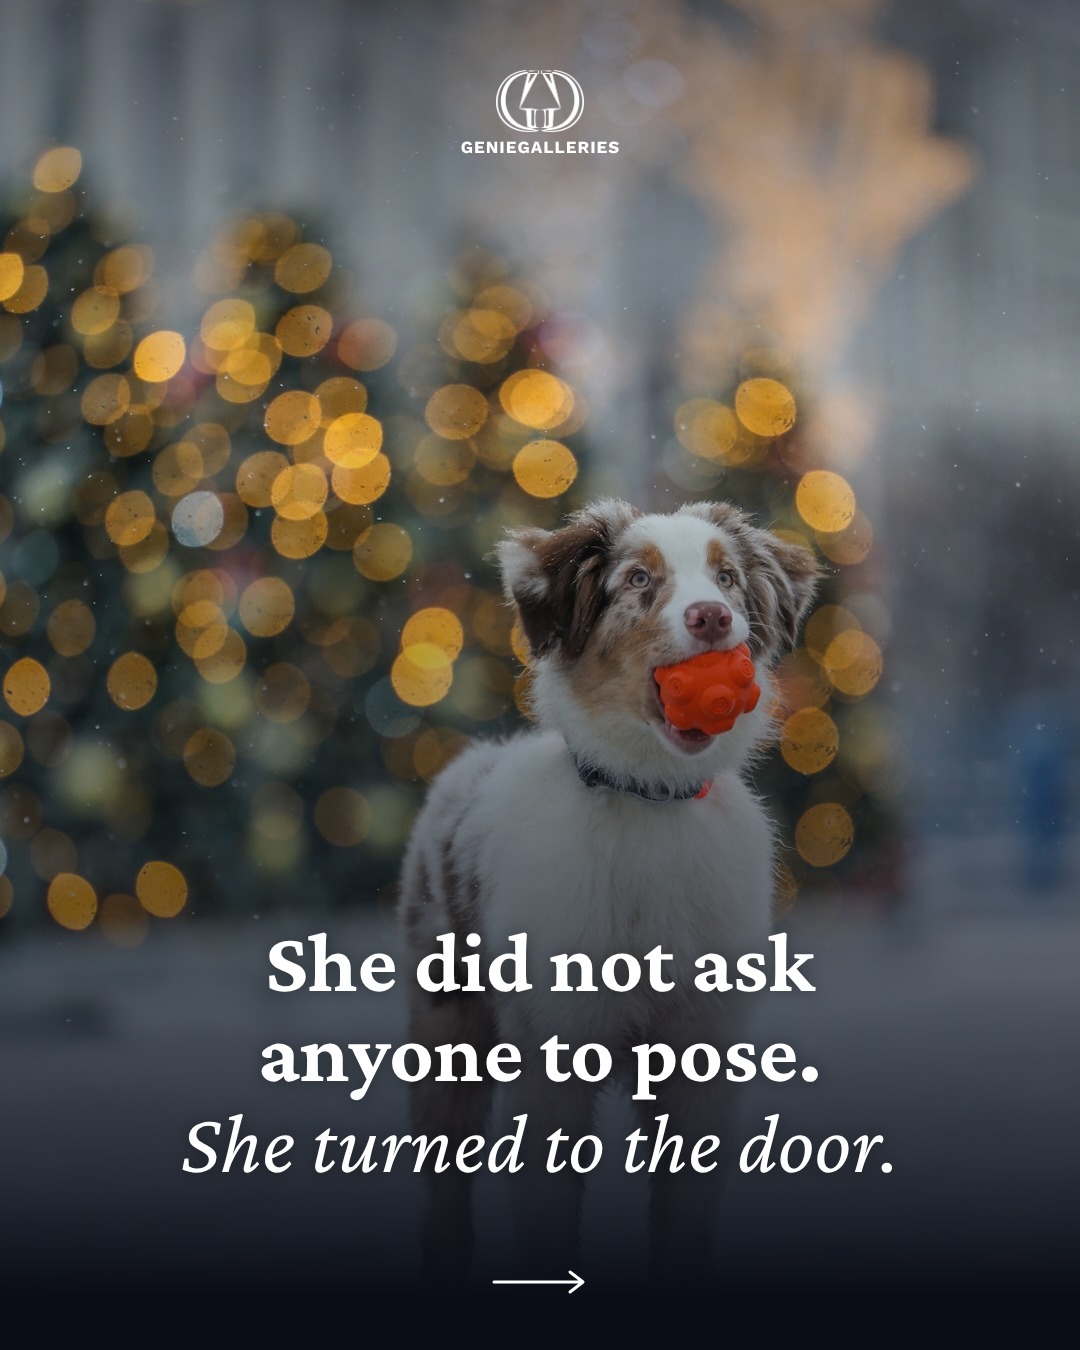 GENIEGALLERIES
She did not ask
anyone to pose.
She turned to the door.